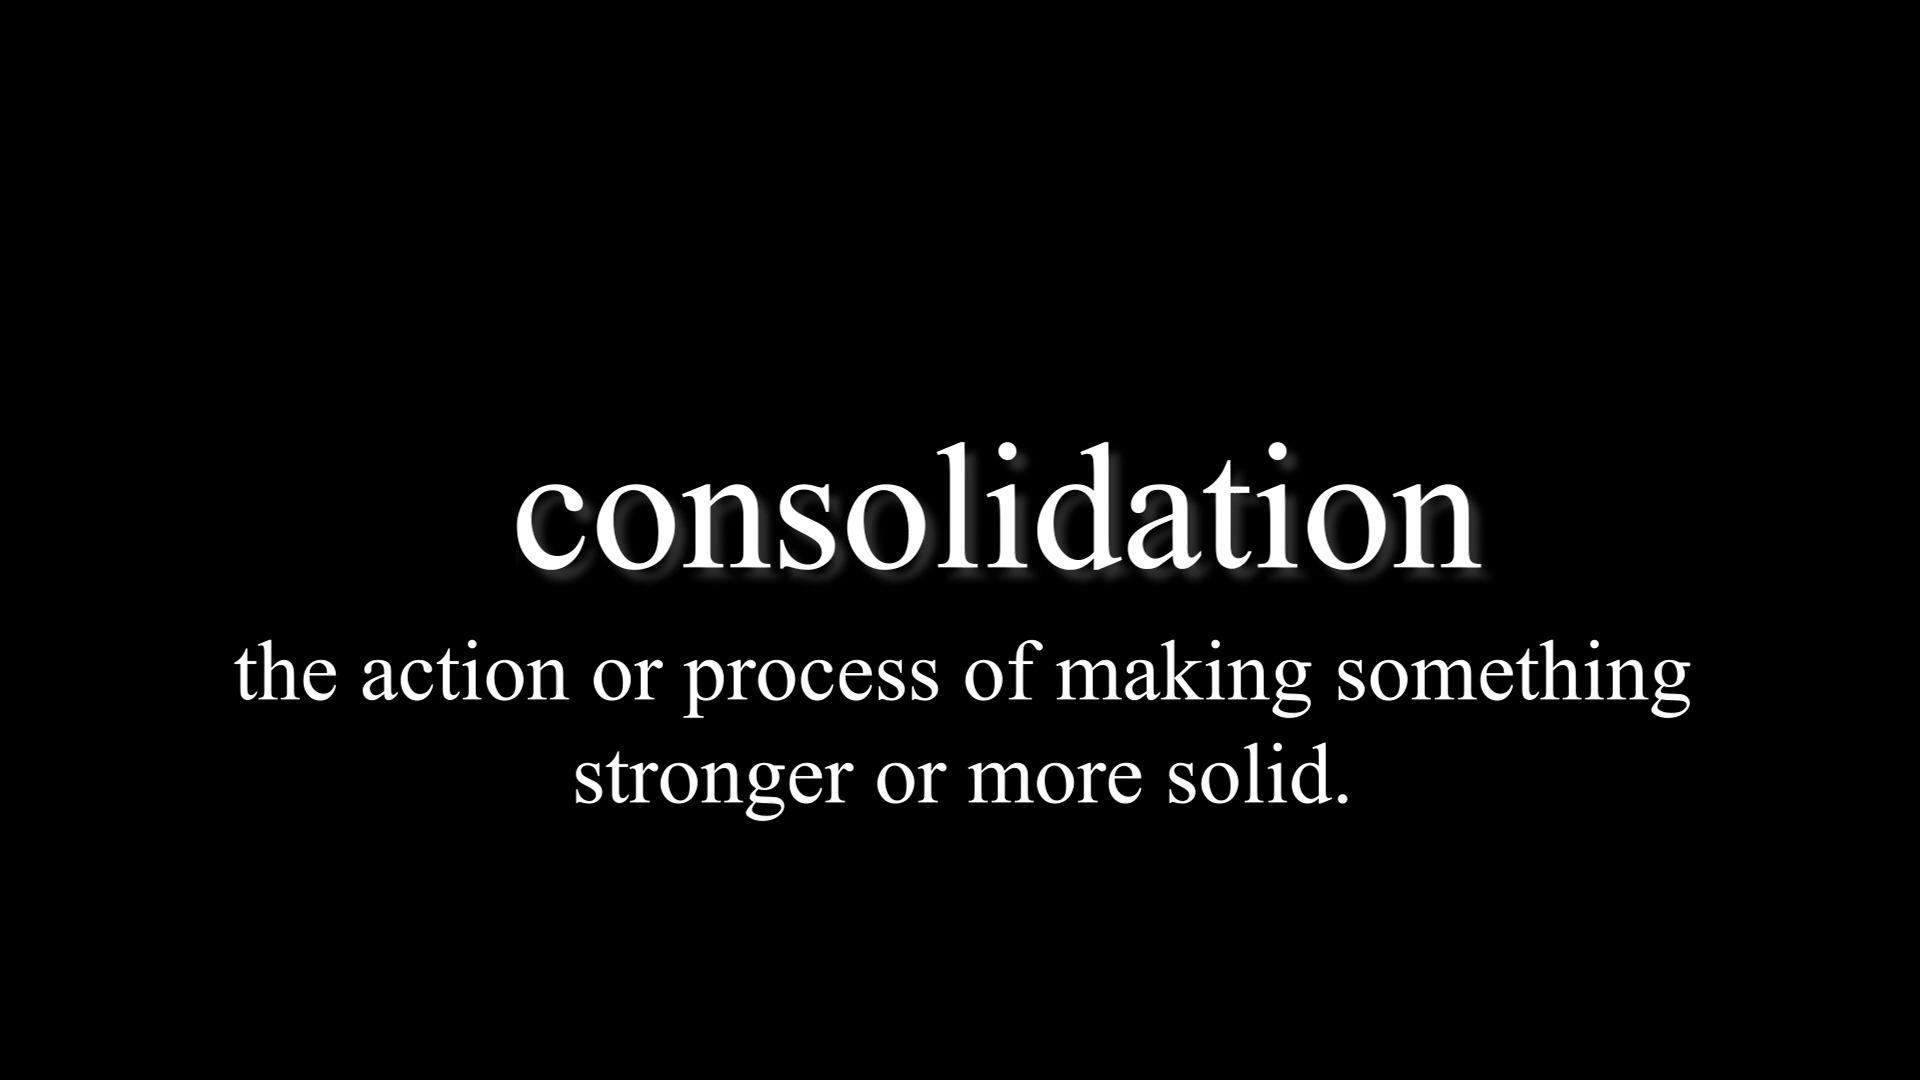 consolidation
the action or process of making something
stronger or more solid.